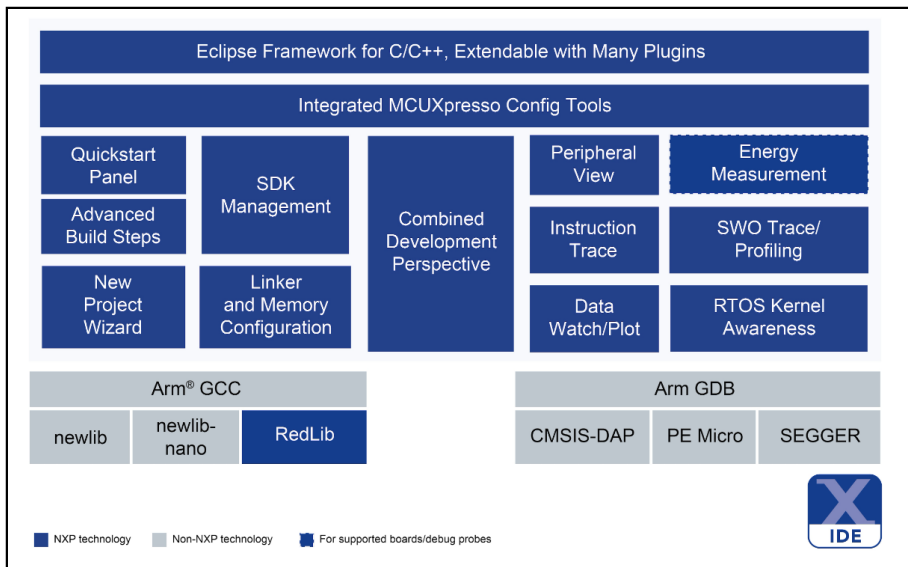 Eclipse Framework for C/C++, Extendable with Many Plugins
Integrated MCUXpresso Config Tools
Quickstart
Panel
Advanced
Build Steps
New
Project
Wizard
SDK
Management
Linker
and Memory
Configuration
Combined
Development
Perspective
Peripheral
View
Instruction
Trace
Data
Watch/Plot
Energy
Measurement
SWO Trace/
Profiling
RTOS Kernel
Awareness
Arm® GCC
newlib
newlib-
nano
RedLib
Arm GDB
CMSIS-DAP
PE Micro
SEGGER
NXP technology
Non-NXP technology
For supported boards/debug probes
X
IDE